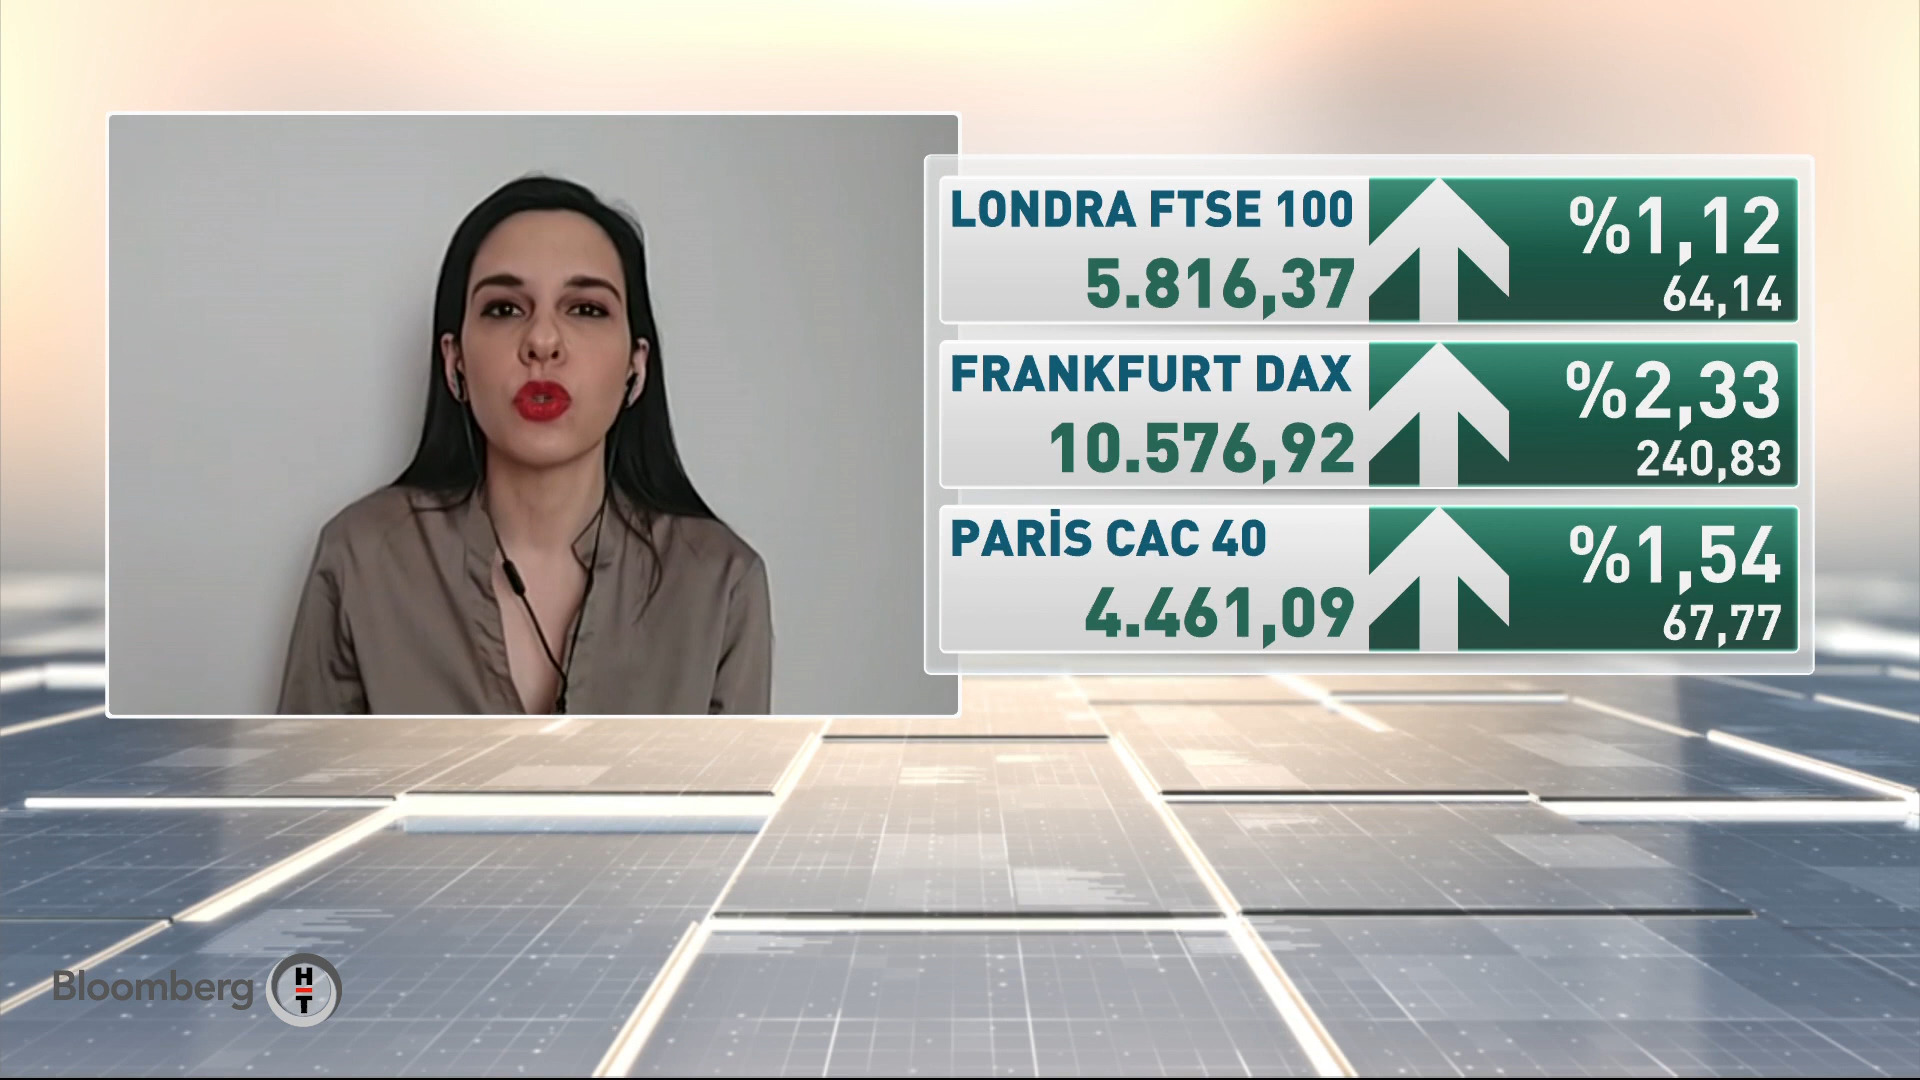 LONDRA FTSE 100
5.816,37
%1,12
64,14
FRANKFURT DAX
10.576,92
%2,33
240,83
PARİS CAC 40
4.461,09
%1,54
67,77
Bloomberg HT